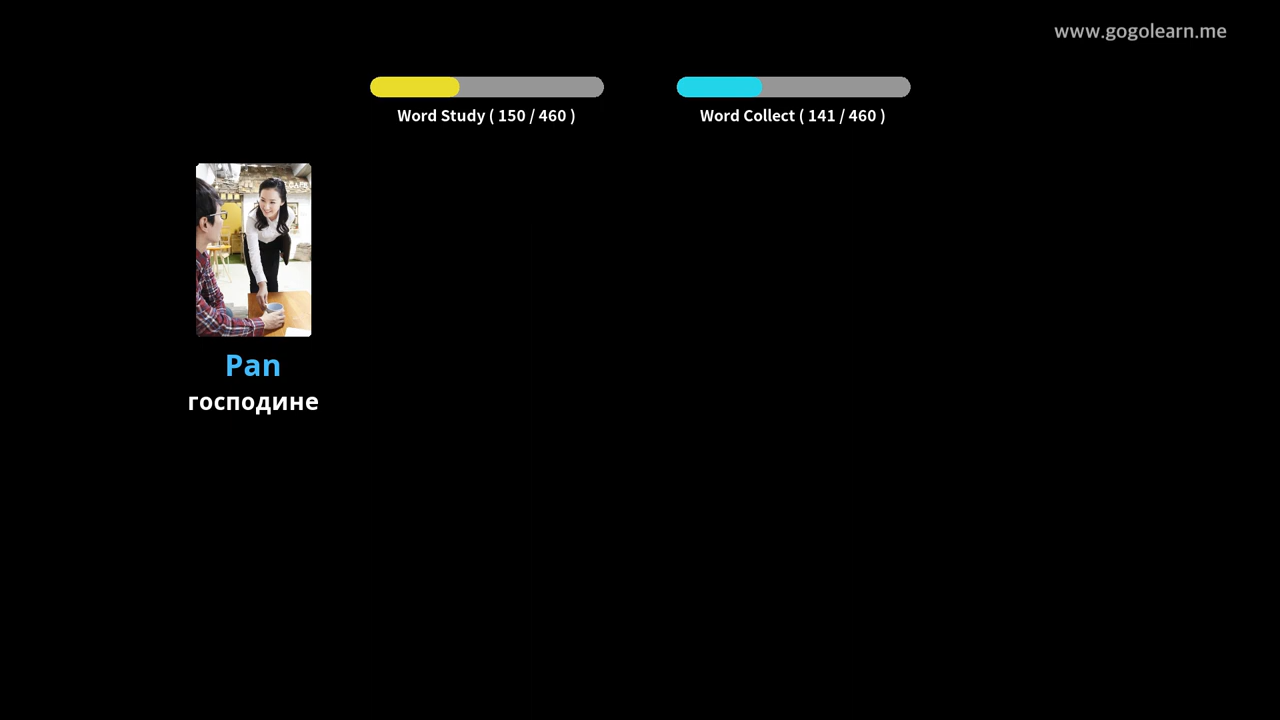 www.gogolearn.me
Word Study ( 150 / 460 )
Word Collect ( 141 / 460 )
Pan
господине